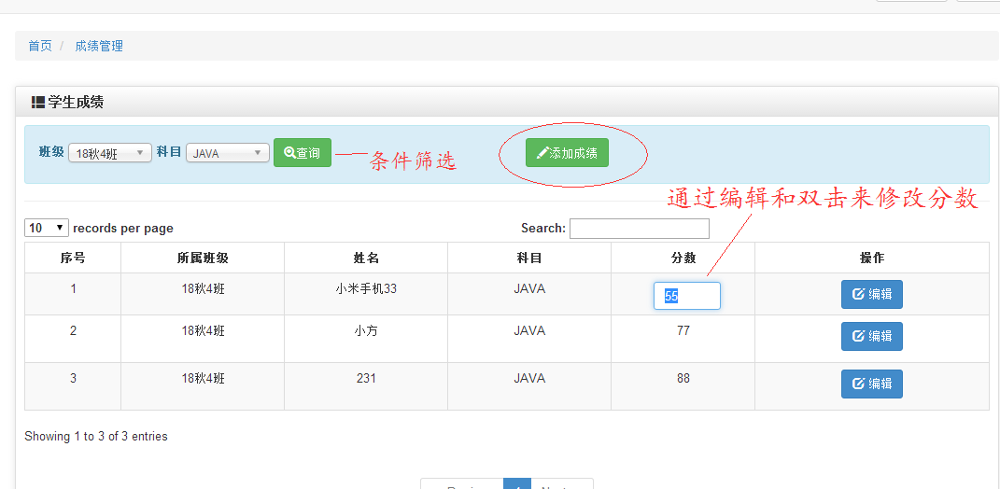 首页 / 成绩管理
学生成绩
班级 18秋4班 科目 JAVA 查询 条件筛选 添加成绩
通过编辑和双击来修改分数
10 records per page Search:
序号 所属班级 姓名 科目 分数 操作
1 18秋4班 小米手机33 JAVA 55 编辑
2 18秋4班 小方 JAVA 77 编辑
3 18秋4班 231 JAVA 88 编辑
Showing 1 to 3 of 3 entries